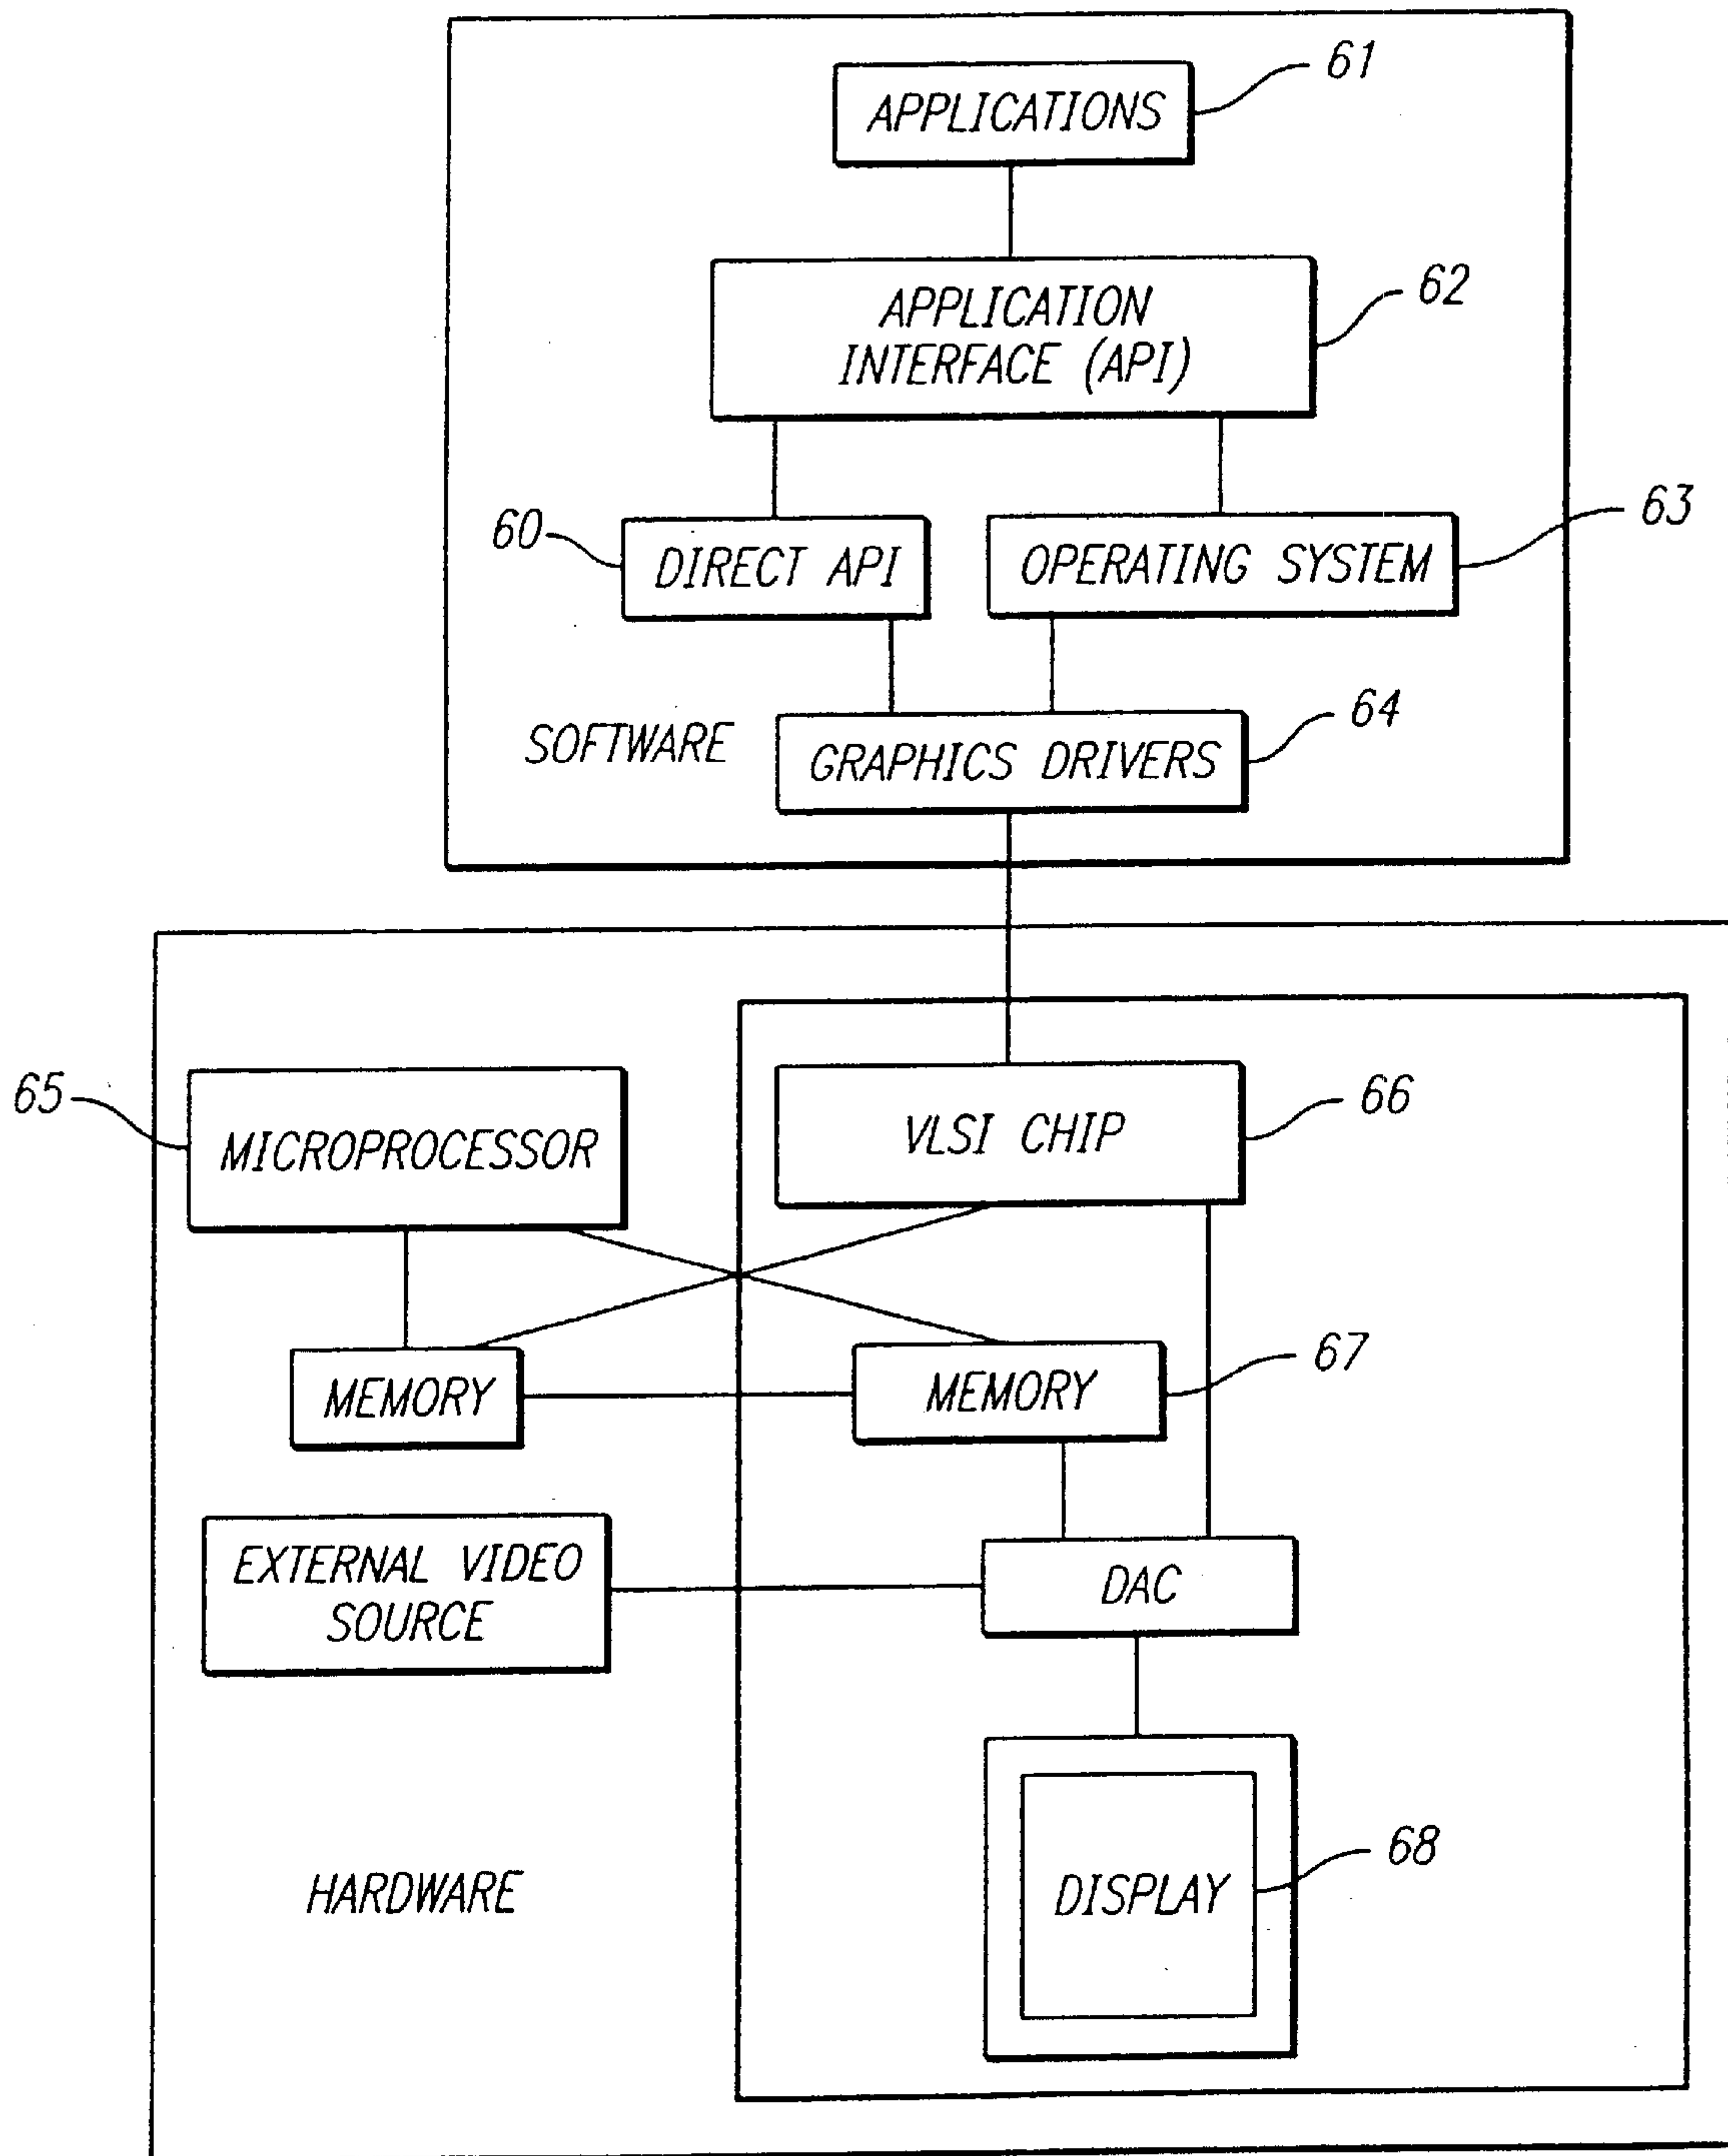 61
APPLICATIONS
62
APPLICATION
INTERFACE (API)
60
DIRECT API
63
OPERATING SYSTEM
64
SOFTWARE
GRAPHICS DRIVERS
65
MICROPROCESSOR
66
VLSI CHIP
67
MEMORY
MEMORY
EXTERNAL VIDEO
SOURCE
DAC
68
DISPLAY
HARDWARE